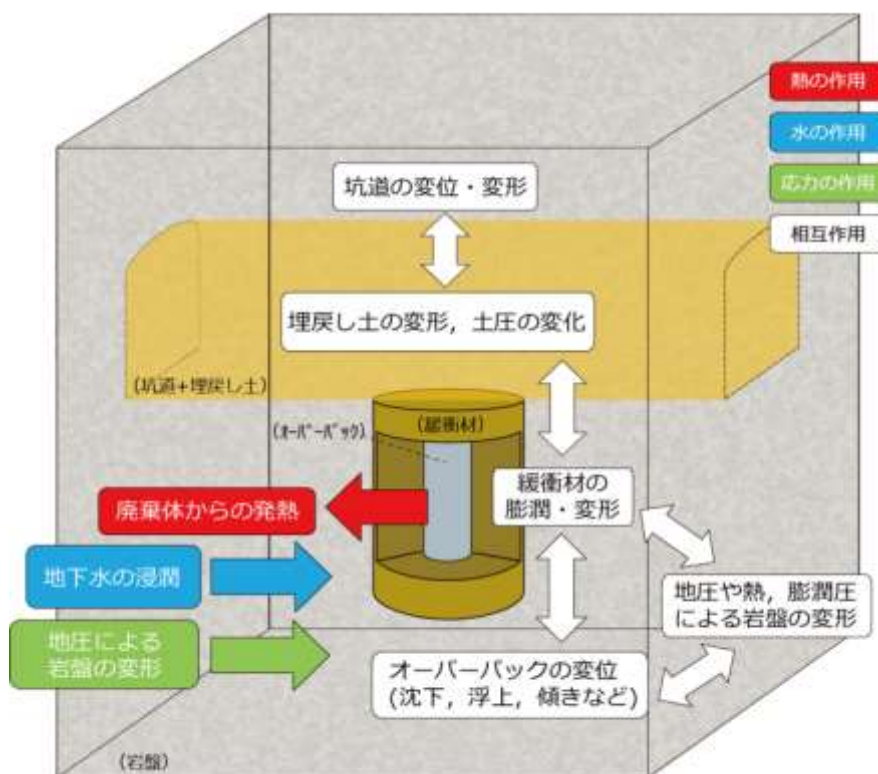 熱の作用
水の作用
応力の作用
相互作用
坑道の変位・変形
埋戻し土の変形，土圧の変化
(坑道+埋戻し土)
(ｵｰﾊﾞｰﾊﾟｯｸ)
(緩衝材)
緩衝材の
膨潤・変形
廃棄体からの発熱
地下水の浸潤
地圧による
岩盤の変形
地圧や熱，膨潤圧
による岩盤の変形
オーバーパックの変位
(沈下，浮上，傾きなど)
(岩盤)